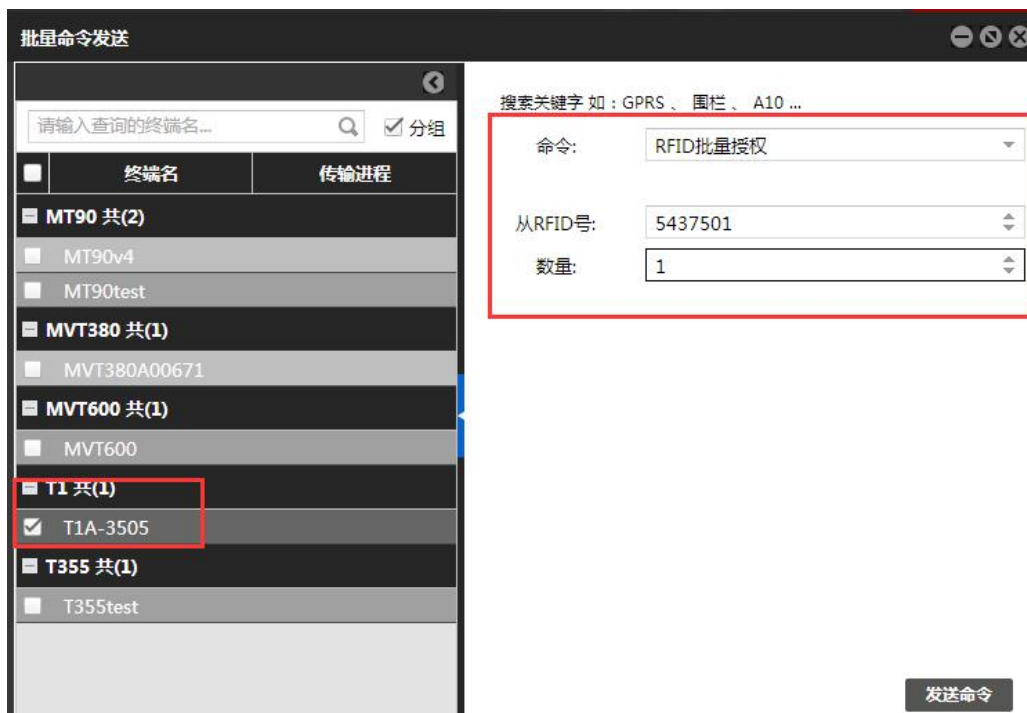 批量命令发送
请输入查询的终端名...
分组
终端名 传输进程
MT90 共(2)
MT90v4
MT90test
MVT380 共(1)
MVT380A00671
MVT600 共(1)
MVT600
T1 共(1)
T1A-3505
T355 共(1)
T355test
搜索关键字 如：GPRS 、 围栏 、 A10 ...
命令: RFID批量授权
从RFID号: 5437501
数量: 1
发送命令